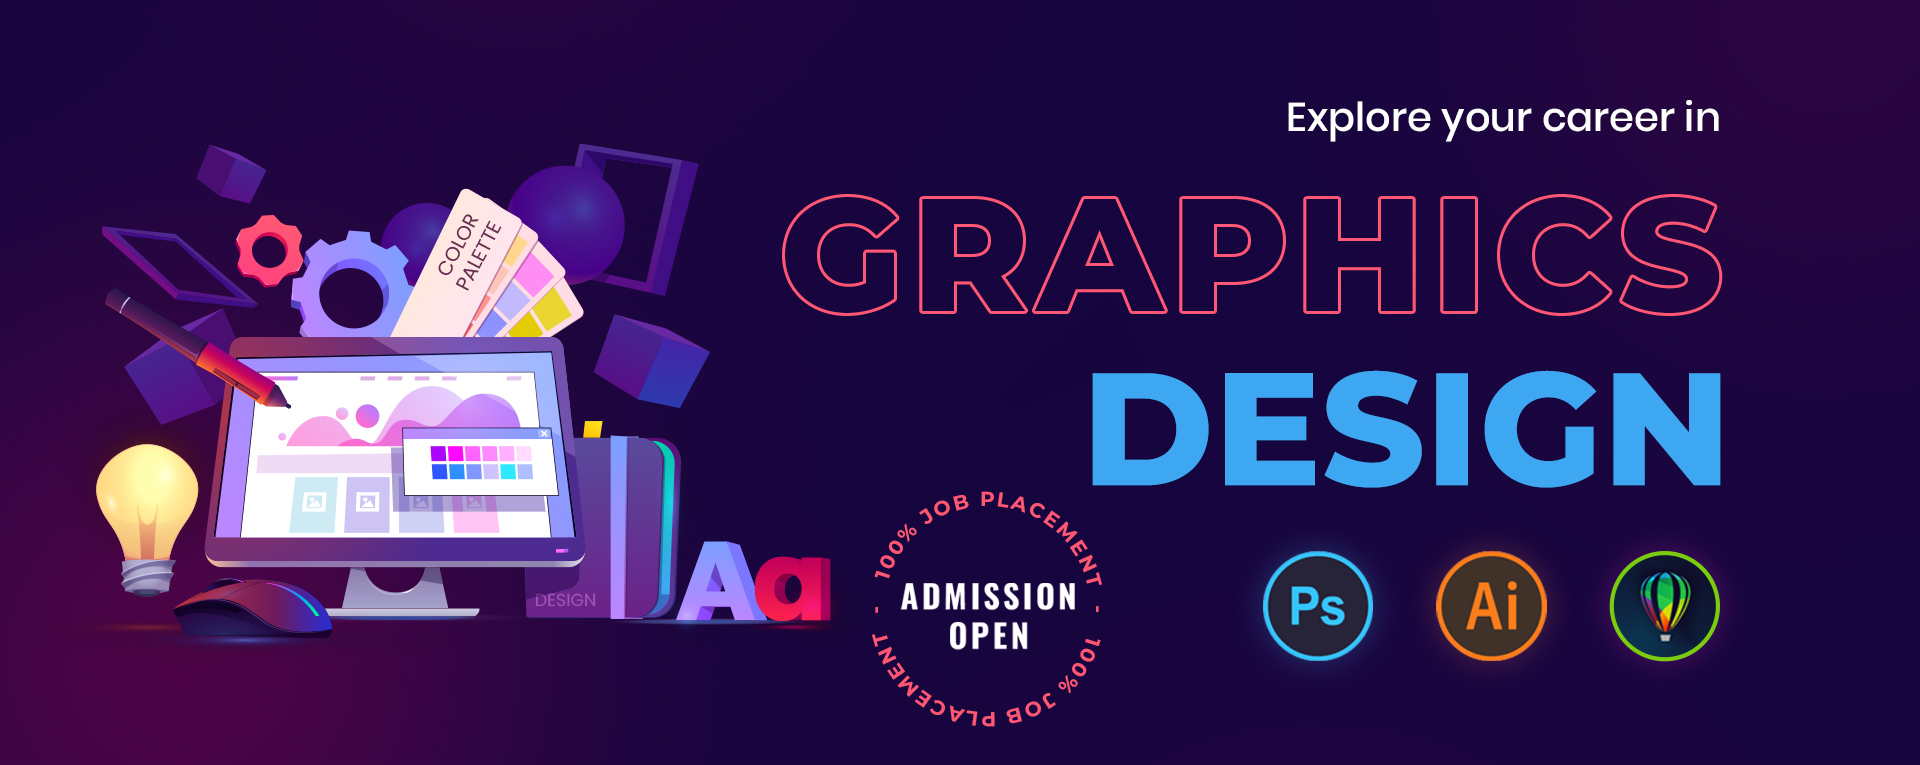 Explore your career in
GRAPHICS
DESIGN
COLOR
PALETTE
DESIGN
Aa
100% JOB PLACEMENT
ADMISSION
OPEN
100% JOB PLACEMENT
Ps
Ai